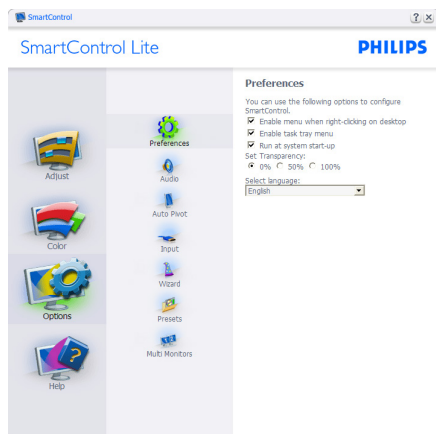 SmartControl
SmartControl Lite
PHILIPS
Adjust
Color
Options
Help
Preferences
Audio
Auto Pivot
Input
Wizard
Presets
Multi Monitors
Preferences
You can use the following options to configure
SmartControl.
Enable menu when right-clicking on desktop
Enable task tray menu
Run at system start-up
Set Transparency:
0% 50% 100%
Select language:
English